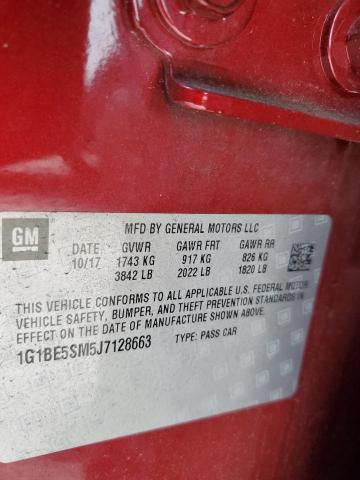 GM
MFD BY GENERAL MOTORS LLC
10/17 GVWR GAWR FRT GAWR RR
1743 KG 917 KG 826 KG
3842 LB 2022 LB 1820 LB
THIS VEHICLE CONFORMS TO ALL APPLICABLE U.S. FEDERAL MOTOR
VEHICLE SAFETY, BUMPER, AND THEFT PREVENTION STANDARDS IN
EFFECT ON THE DATE OF MANUFACTURE SHOWN ABOVE.
1G1BE5SM5J7128663 TYPE: PASS CAR